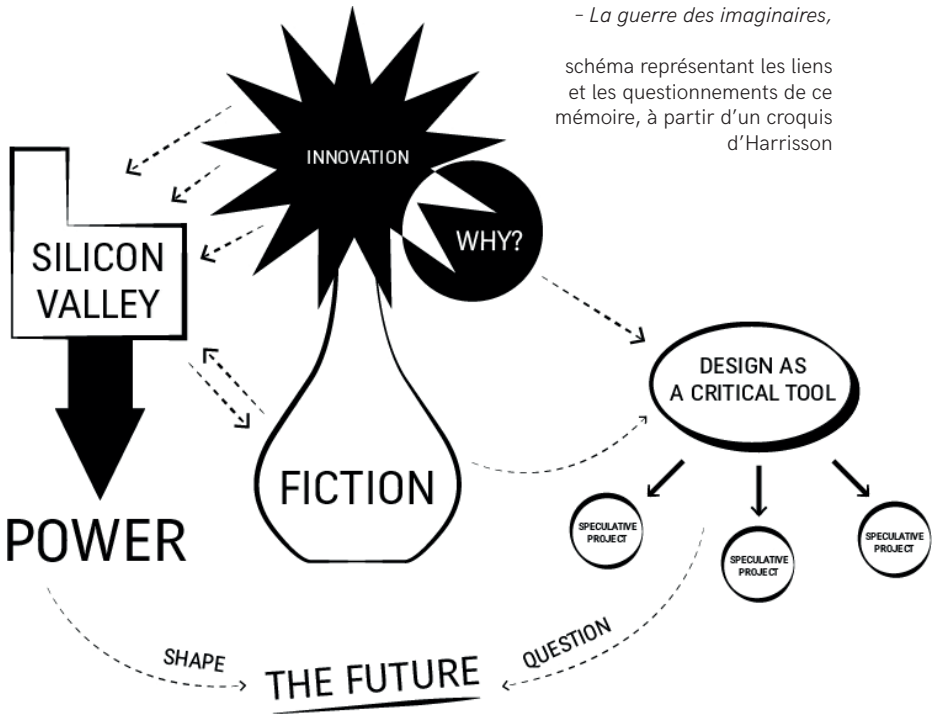 – La guerre des imaginaires,
schéma représentant les liens
et les questionnements de ce
mémoire, à partir d’un croquis
d’Harrisson
INNOVATION
WHY?
SILICON
VALLEY
DESIGN AS
A CRITICAL TOOL
FICTION
POWER
SPECULATIVE
PROJECT
SPECULATIVE
PROJECT
SPECULATIVE
PROJECT
SHAPE
THE FUTURE
QUESTION